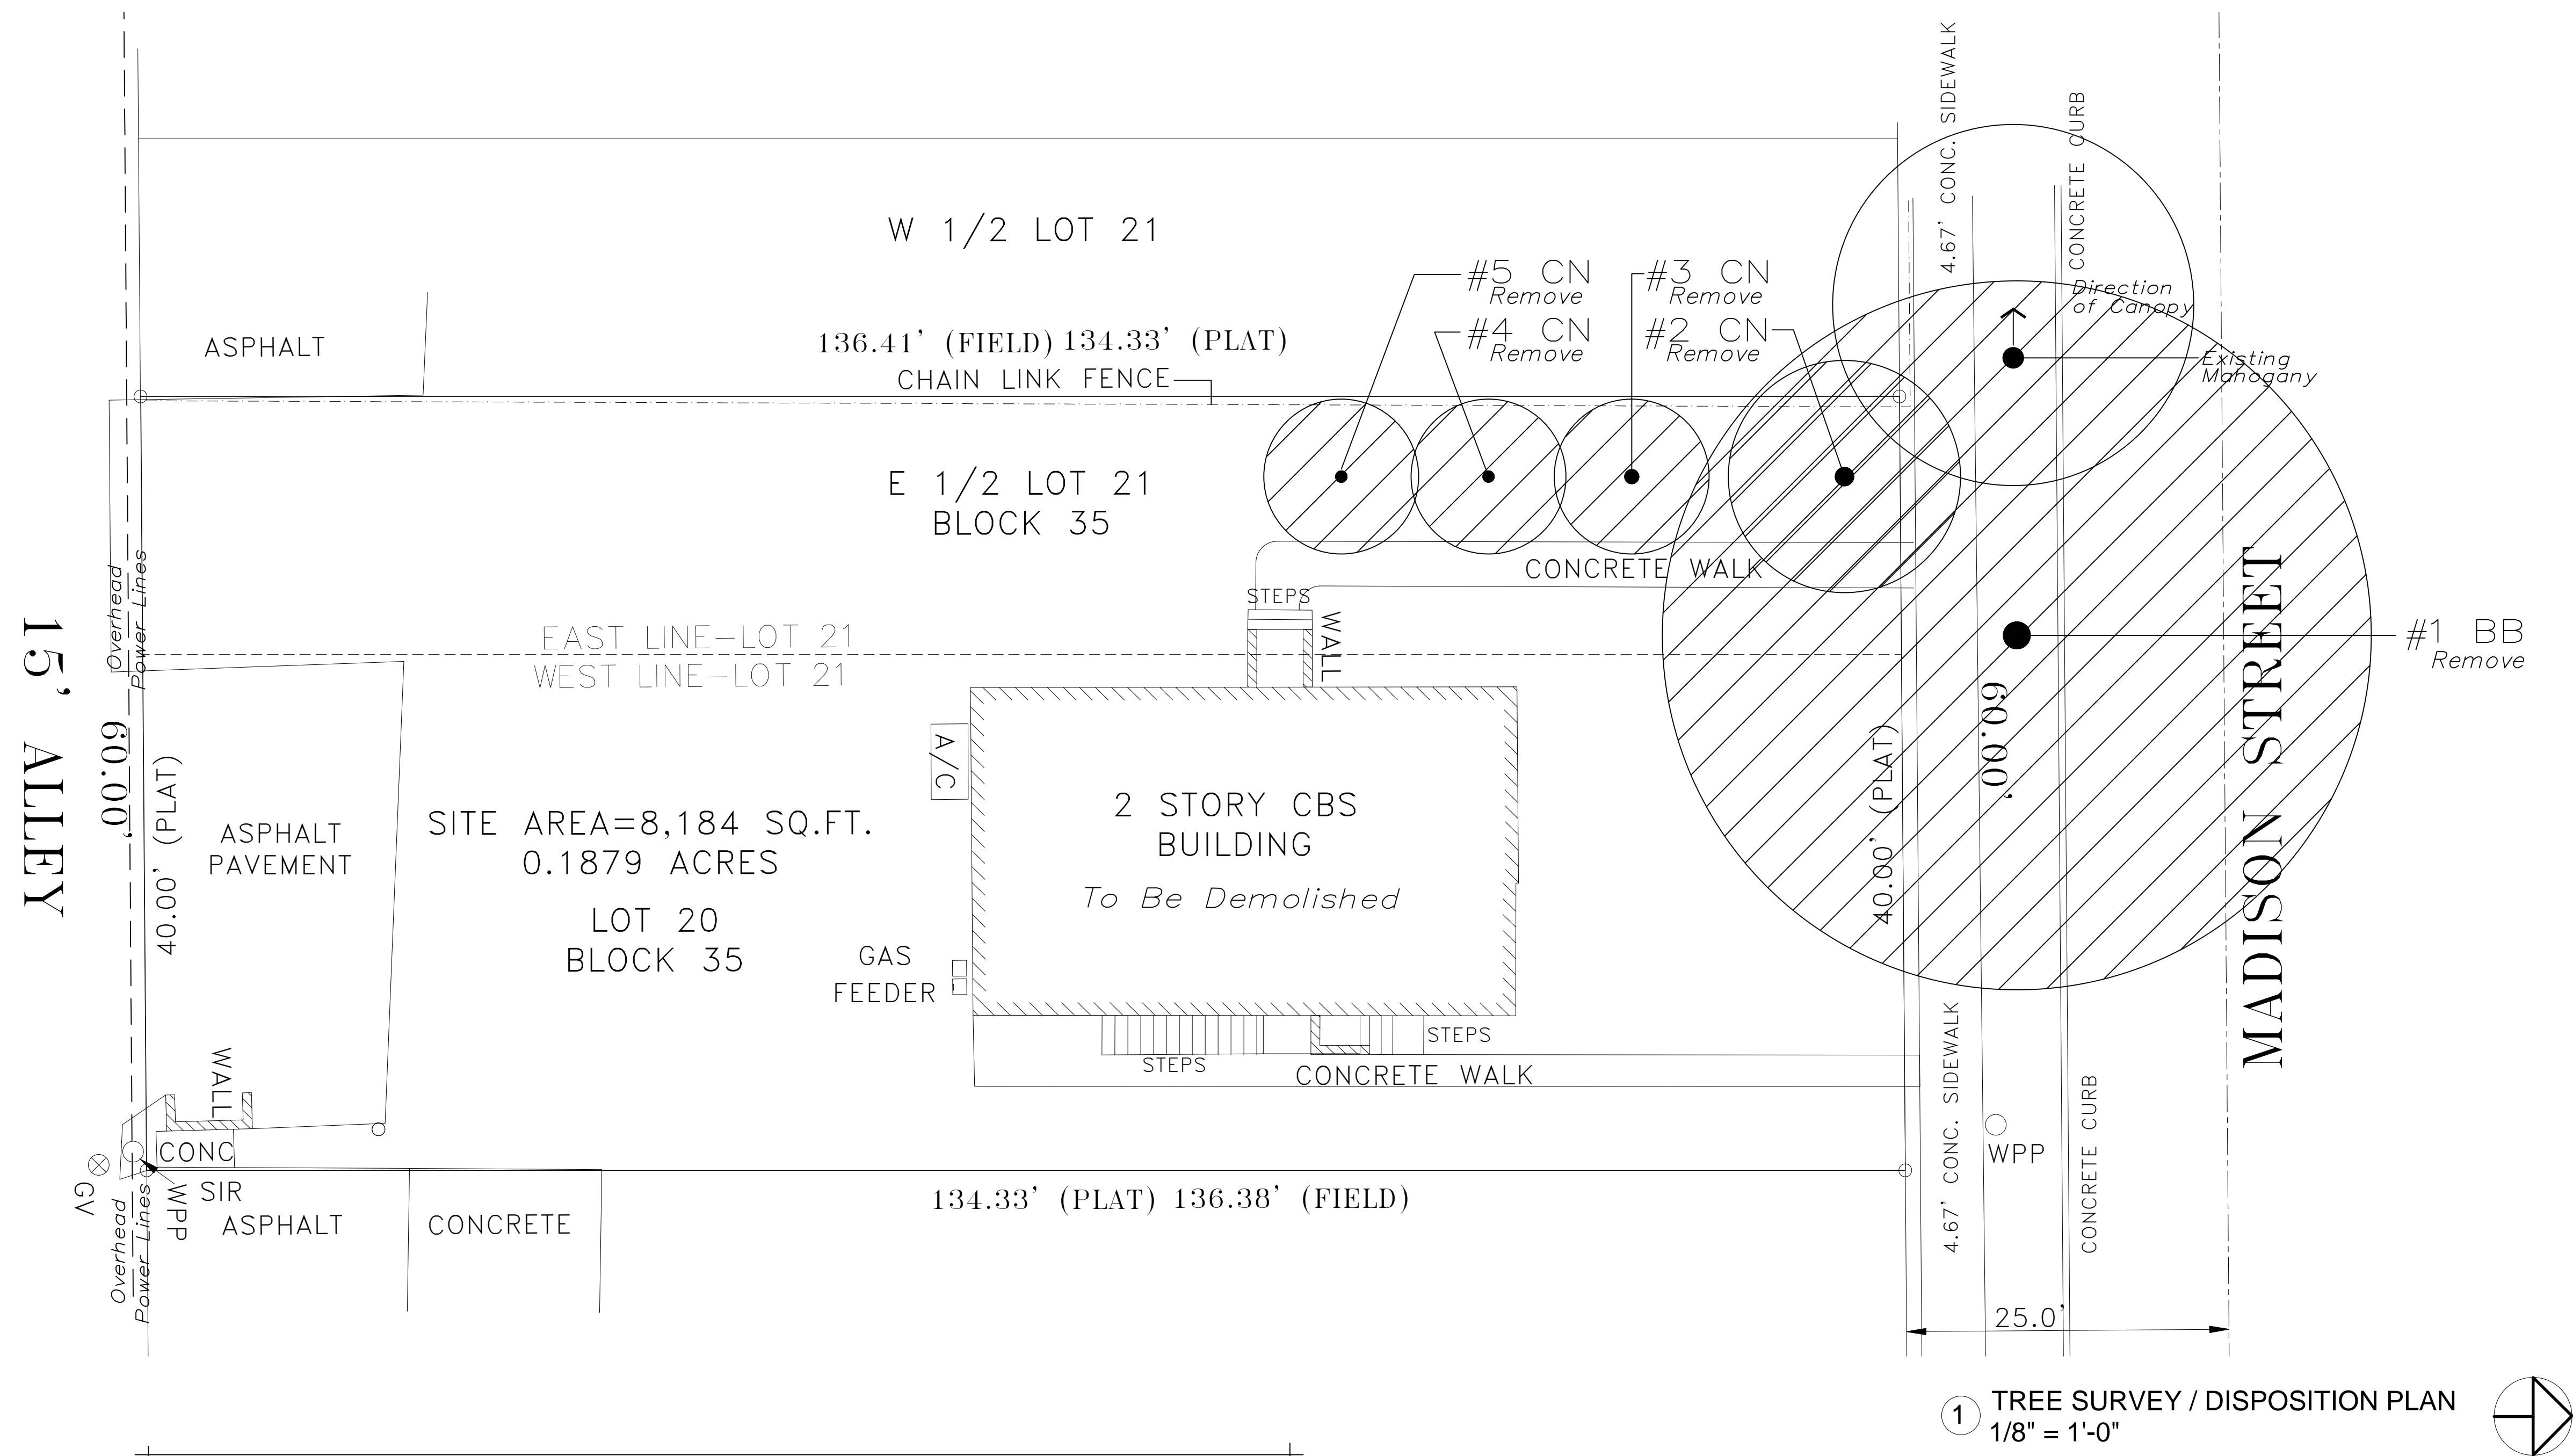 4.67' CONC. SIDEWALK
CONCRETE CURB
W 1/2 LOT 21
#5 CN
Remove
#3 CN
Remove
#4 CN
Remove
#2 CN
Remove
Direction
of Canopy
Existing
Mahogany
ASPHALT
136.41' (FIELD) 134.33' (PLAT)
CHAIN LINK FENCE
E 1/2 LOT 21
BLOCK 35
CONCRETE WALK
STEPS
WALL
Overhead
Power Lines
EAST LINE-LOT 21
WEST LINE-LOT 21
#1 BB
Remove
15' ALLEY
60.00'
40.00' (PLAT)
ASPHALT
PAVEMENT
SITE AREA=8,184 SQ.FT.
0.1879 ACRES
LOT 20
BLOCK 35
A/C
2 STORY CBS
BUILDING
To Be Demolished
GAS
FEEDER
40.00' (PLAT)
60.00'
MADISON STREET
STEPS
STEPS
CONCRETE WALK
WALL
CONC
GV
WPP
SIR
Overhead
Power Lines
ASPHALT
CONCRETE
134.33' (PLAT) 136.38' (FIELD)
4.67' CONC. SIDEWALK
WPP
CONCRETE CURB
25.0'
1
TREE SURVEY / DISPOSITION PLAN
1/8" = 1'-0"